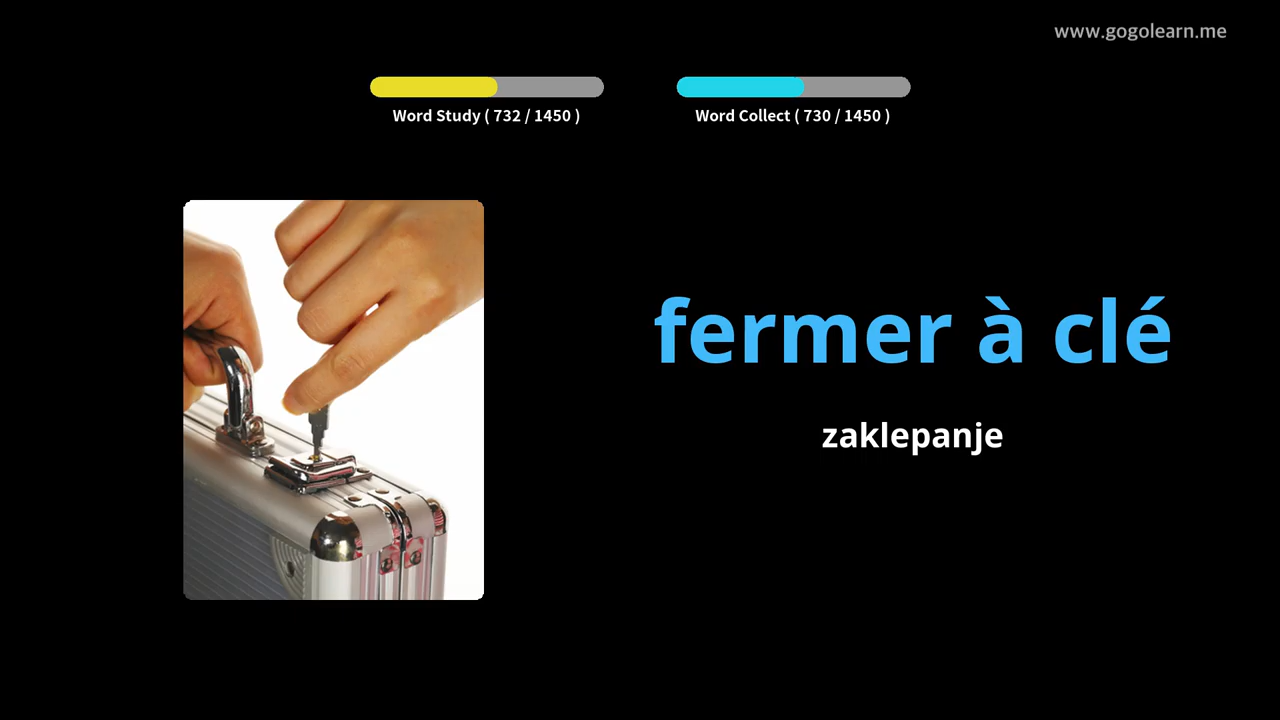 www.gogolearn.me
Word Study ( 732 / 1450 )
Word Collect ( 730 / 1450 )
fermer à clé
zaklepanje